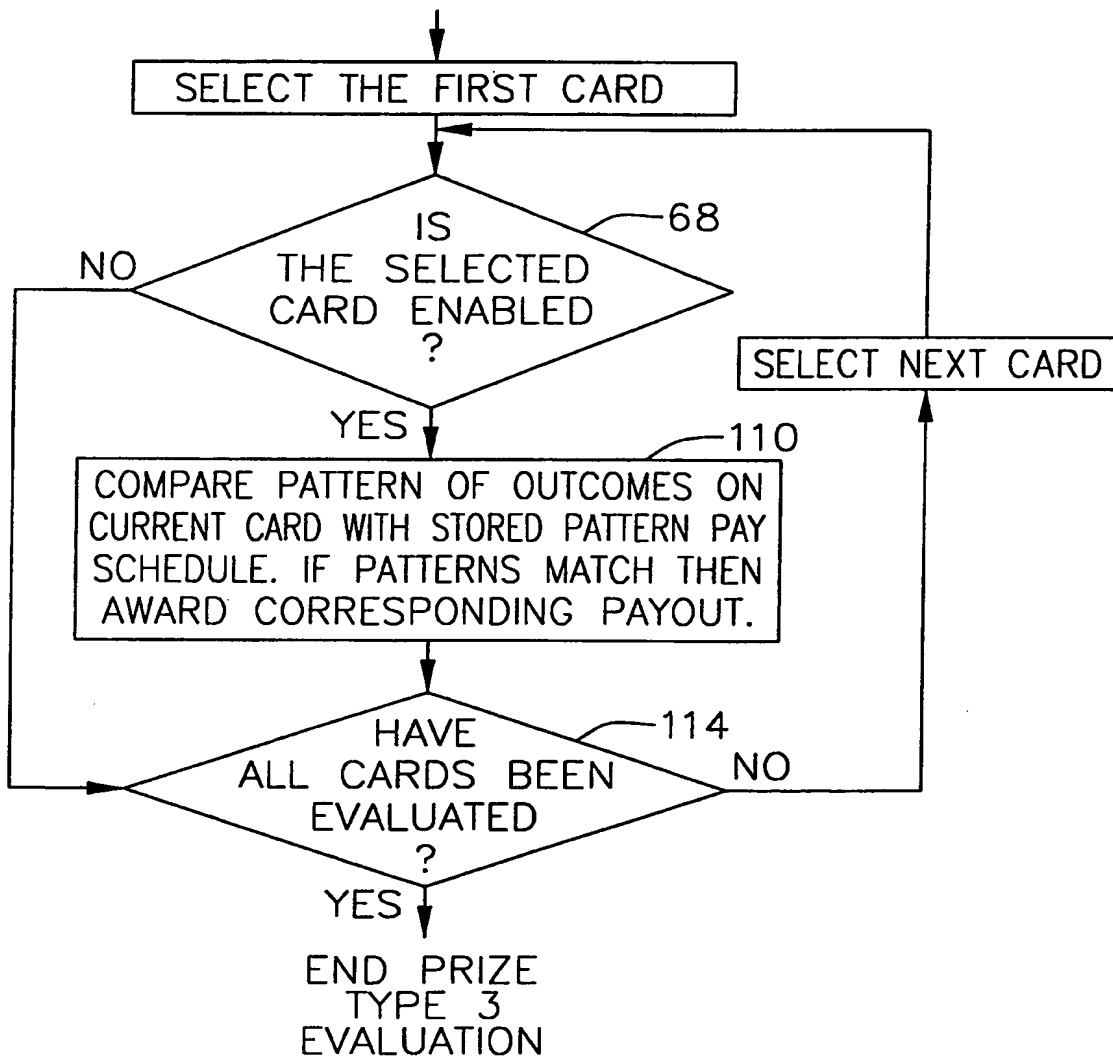 SELECT THE FIRST CARD
68
IS
THE SELECTED
CARD ENABLED
?
NO
YES
SELECT NEXT CARD
110
COMPARE PATTERN OF OUTCOMES ON
CURRENT CARD WITH STORED PATTERN PAY
SCHEDULE. IF PATTERNS MATCH THEN
AWARD CORRESPONDING PAYOUT.
114
HAVE
ALL CARDS BEEN
EVALUATED
?
NO
YES
END PRIZE
TYPE 3
EVALUATION